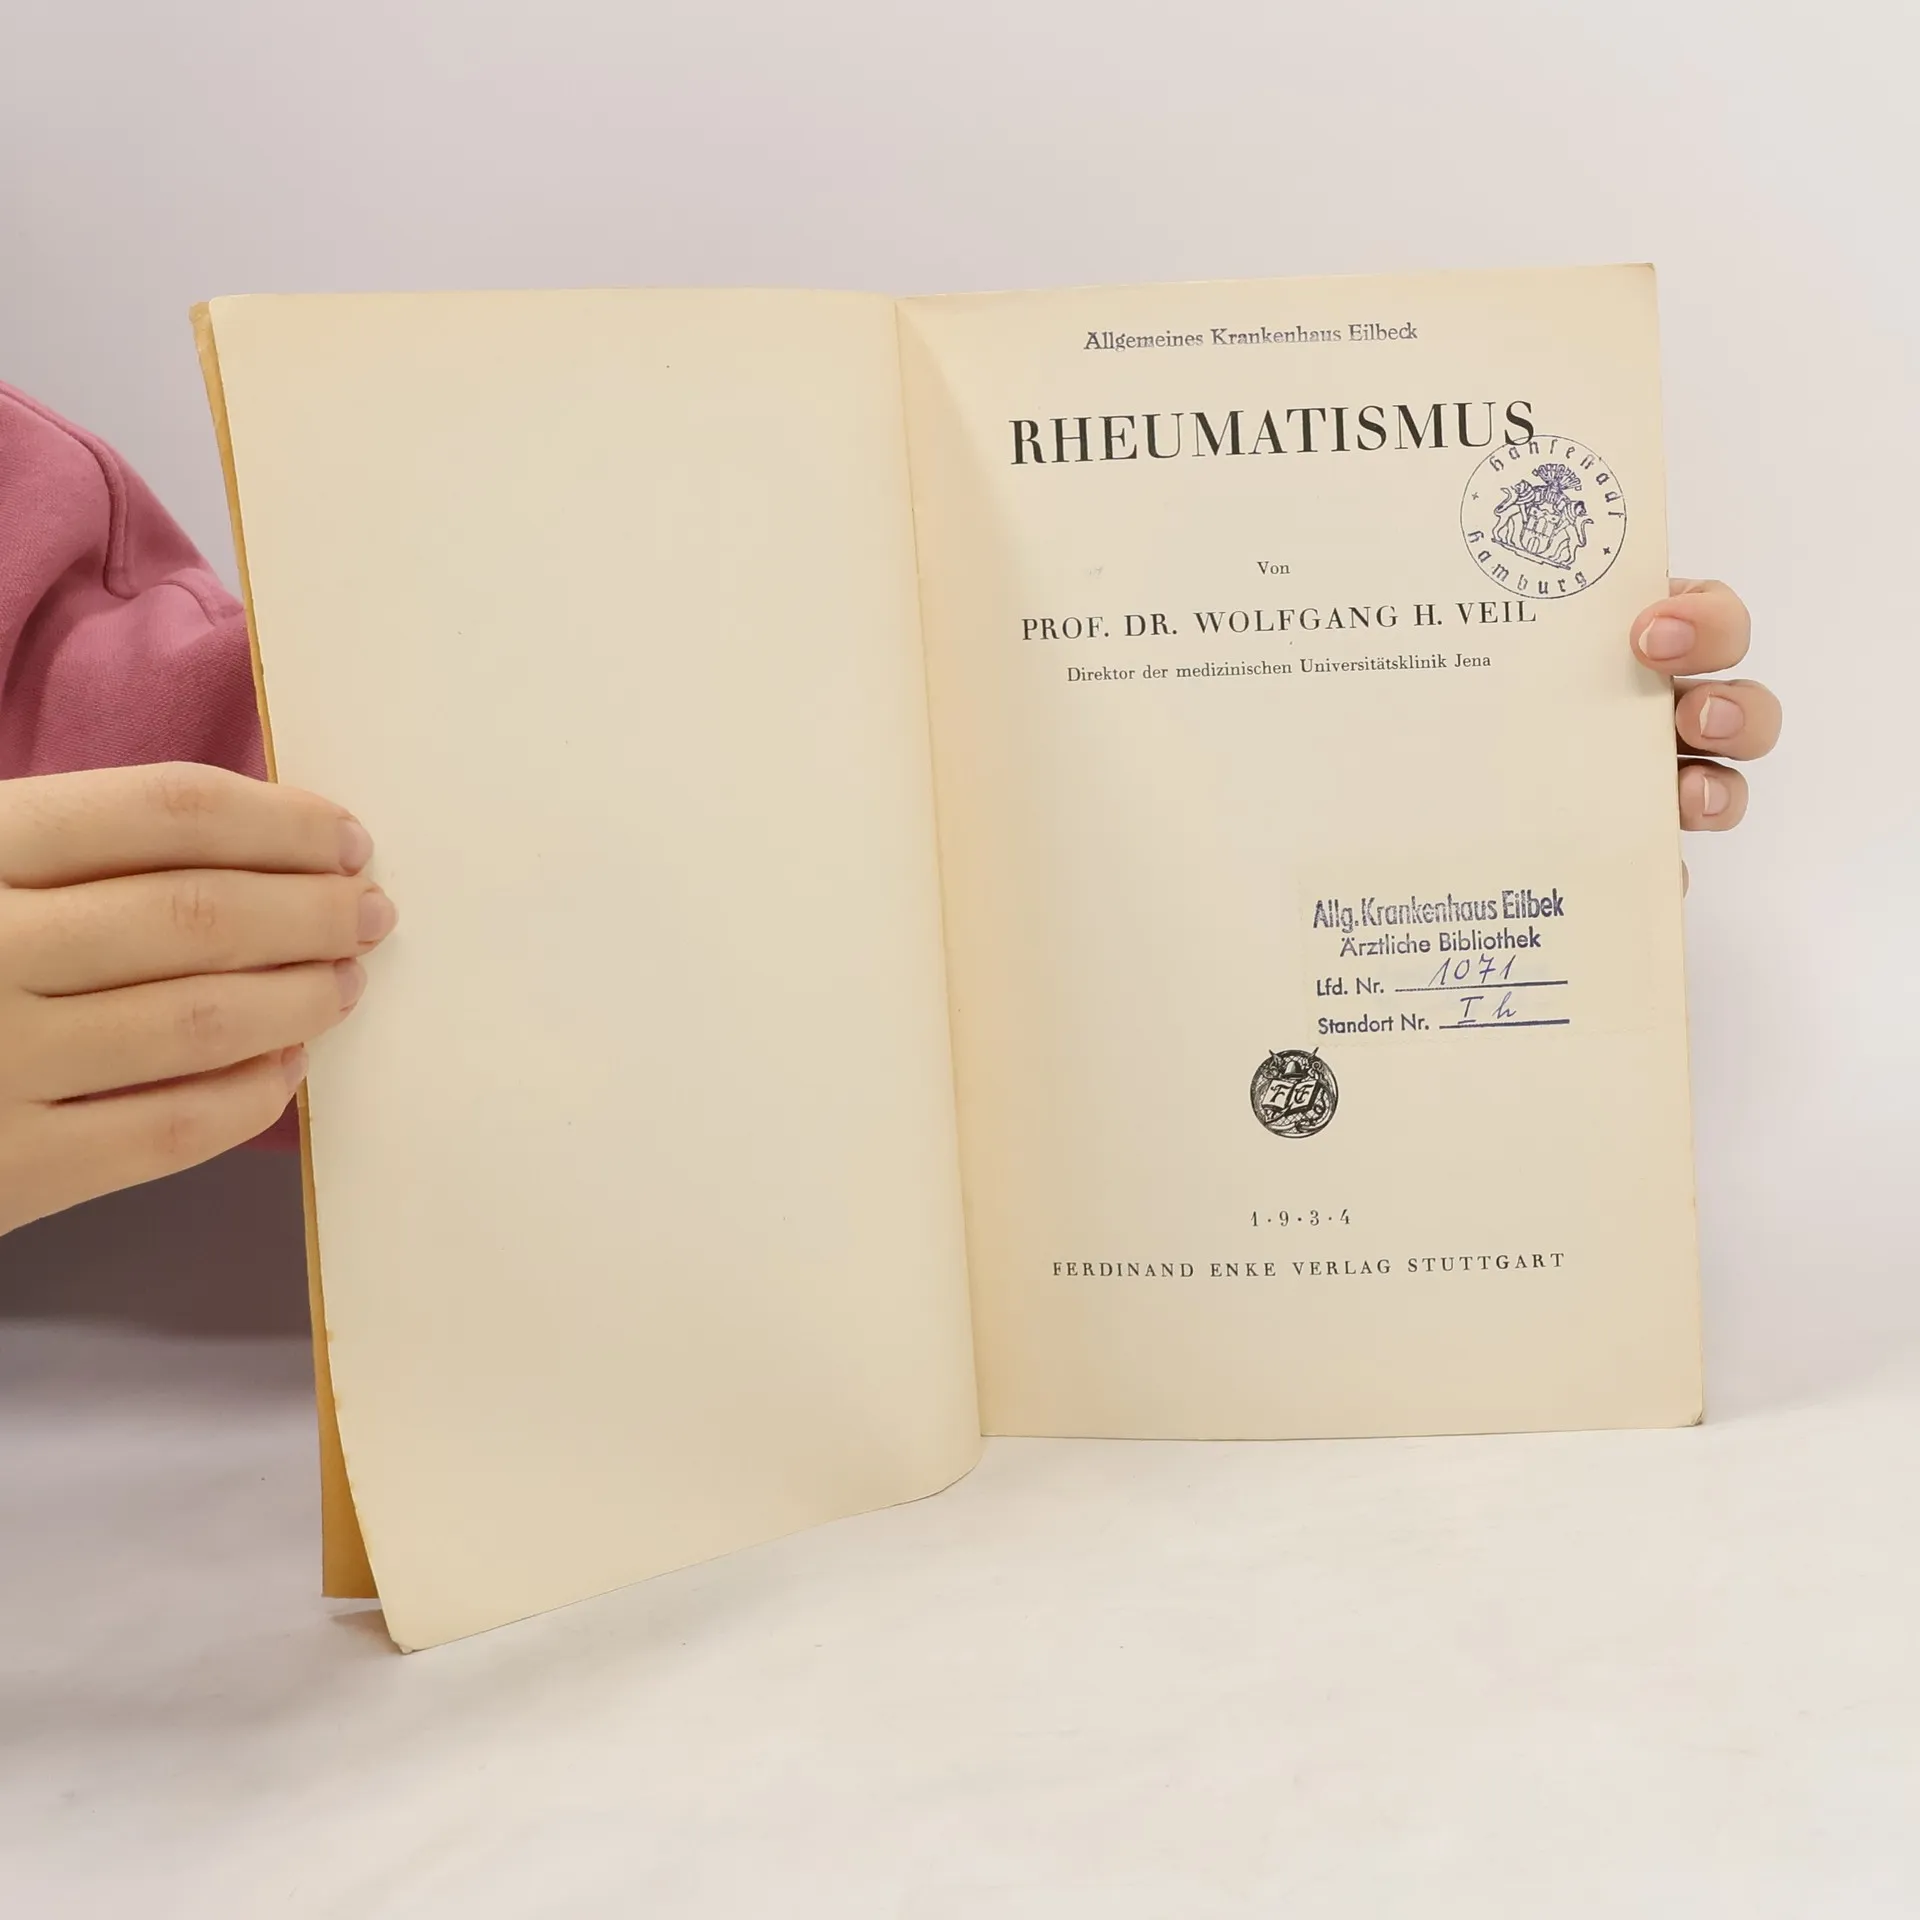 Allgemeines Krankenhaus Eilbeck
RHEUMATISMUS
Hansestadt
Hamburg
Von
PROF. DR. WOLFGANG H. VEIL
Direktor der medizinischen Universitätsklinik Jena
Allg. Krankenhaus Eilbek
Ärztliche Bibliothek
Lfd. Nr. 1071
Standort Nr. I h
F E
1·9·3·4
FERDINAND ENKE VERLAG STUTTGART